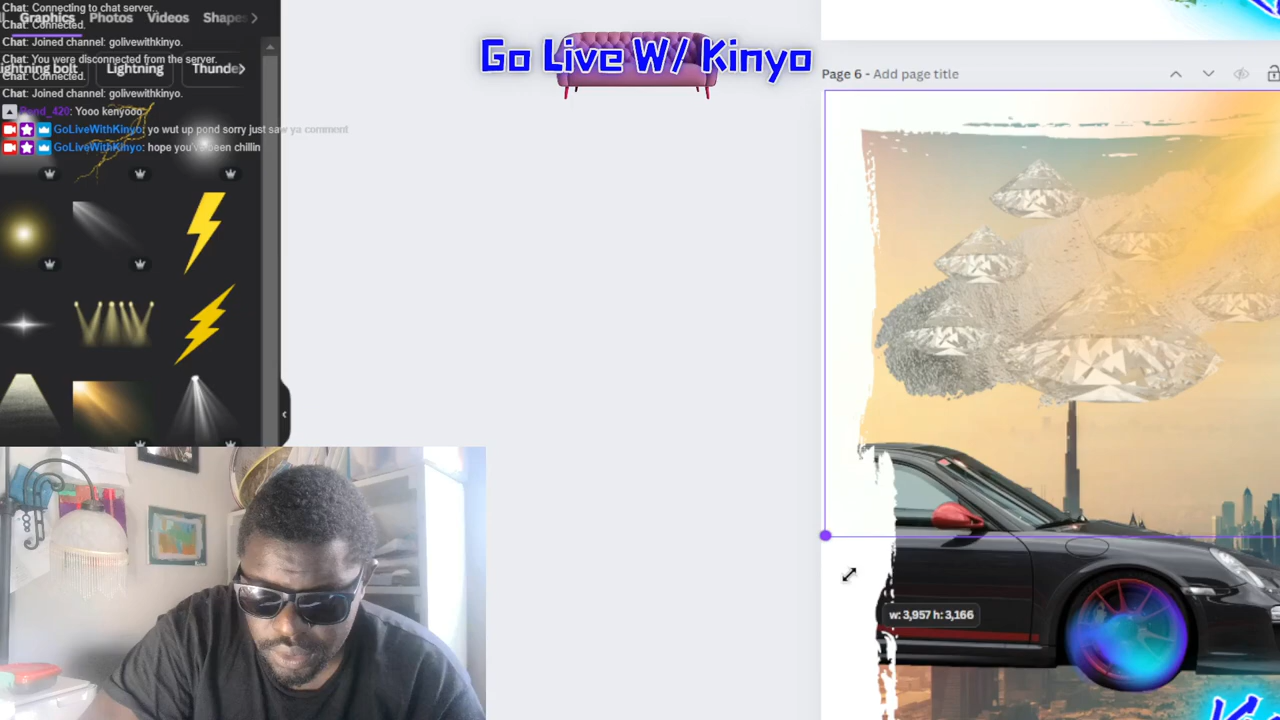 Chat: Connecting to chat server.
Chat: Connected.
Graphics Photos Videos Shapes
Chat: Joined channel: golivewithkinyo.
Chat: You were disconnected from the server.
Lightning Thunde
Chat: Connected.
Chat: Joined channel: golivewithkinyo.
Pond_420: Yooo kenyooo
GoLiveWithKinyo: yo wut up pond sorry just saw ya comment
GoLiveWithKinyo: hope you've been chillin
Go Live W/ Kinyo
Page 6 - Add page title
w: 3,957 h: 3,166